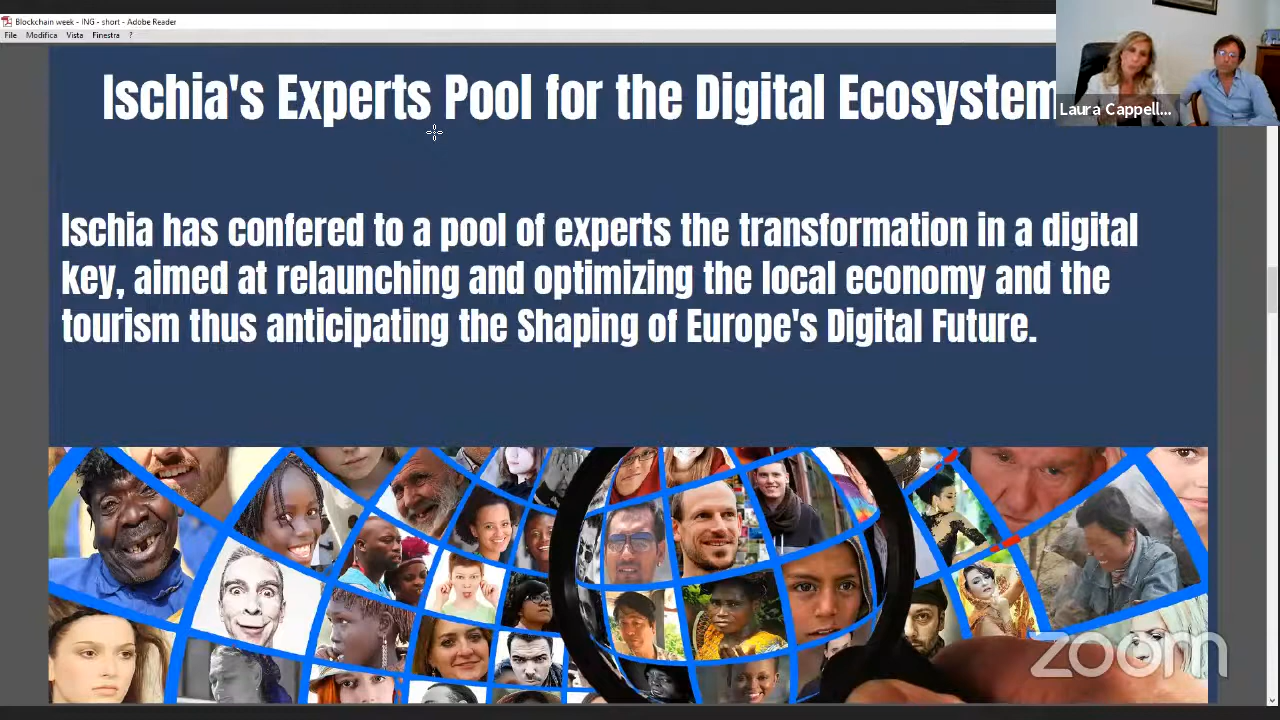 Blockchain week - ING - short - Adobe Reader
File Modifica Vista Finestra ?
Ischia's Experts Pool for the Digital Ecosystem
Laura Cappell...
Ischia has confered to a pool of experts the transformation in a digital
key, aimed at relaunching and optimizing the local economy and the
tourism thus anticipating the Shaping of Europe's Digital Future.
zoom